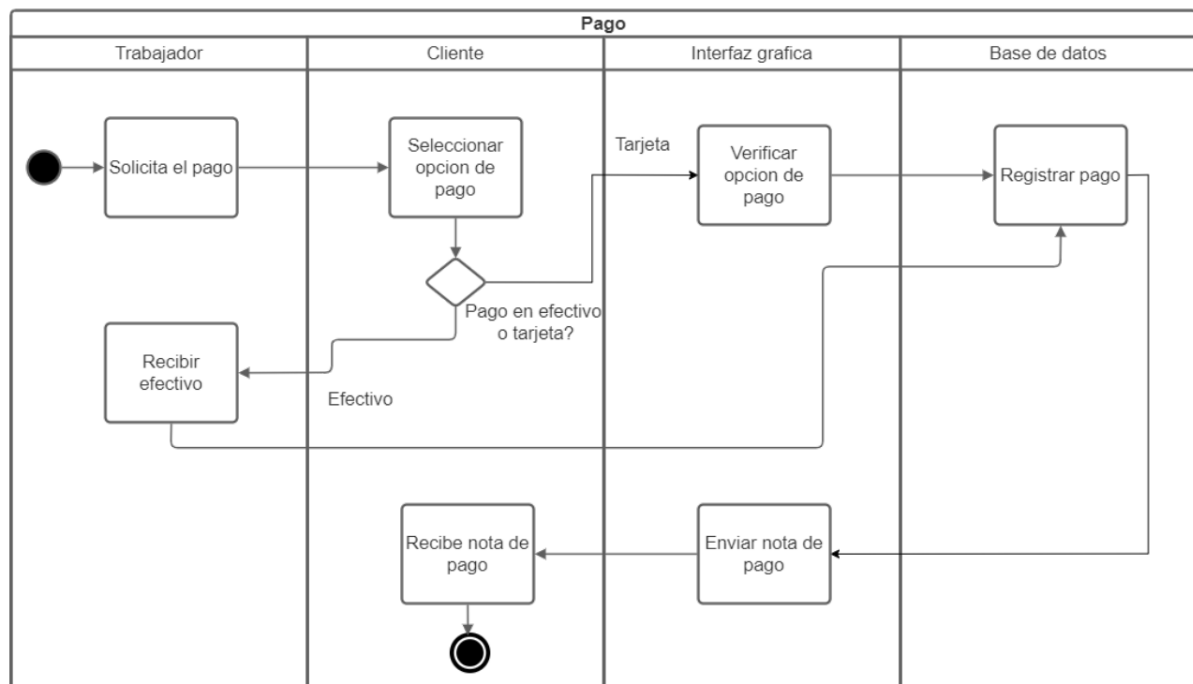 Pago
Trabajador
Cliente
Interfaz grafica
Base de datos
Solicita el pago
Seleccionar
opcion de
pago
Tarjeta
Verificar
opcion de
pago
Registrar pago
Pago en efectivo
o tarjeta?
Recibir
efectivo
Efectivo
Recibe nota de
pago
Enviar nota de
pago